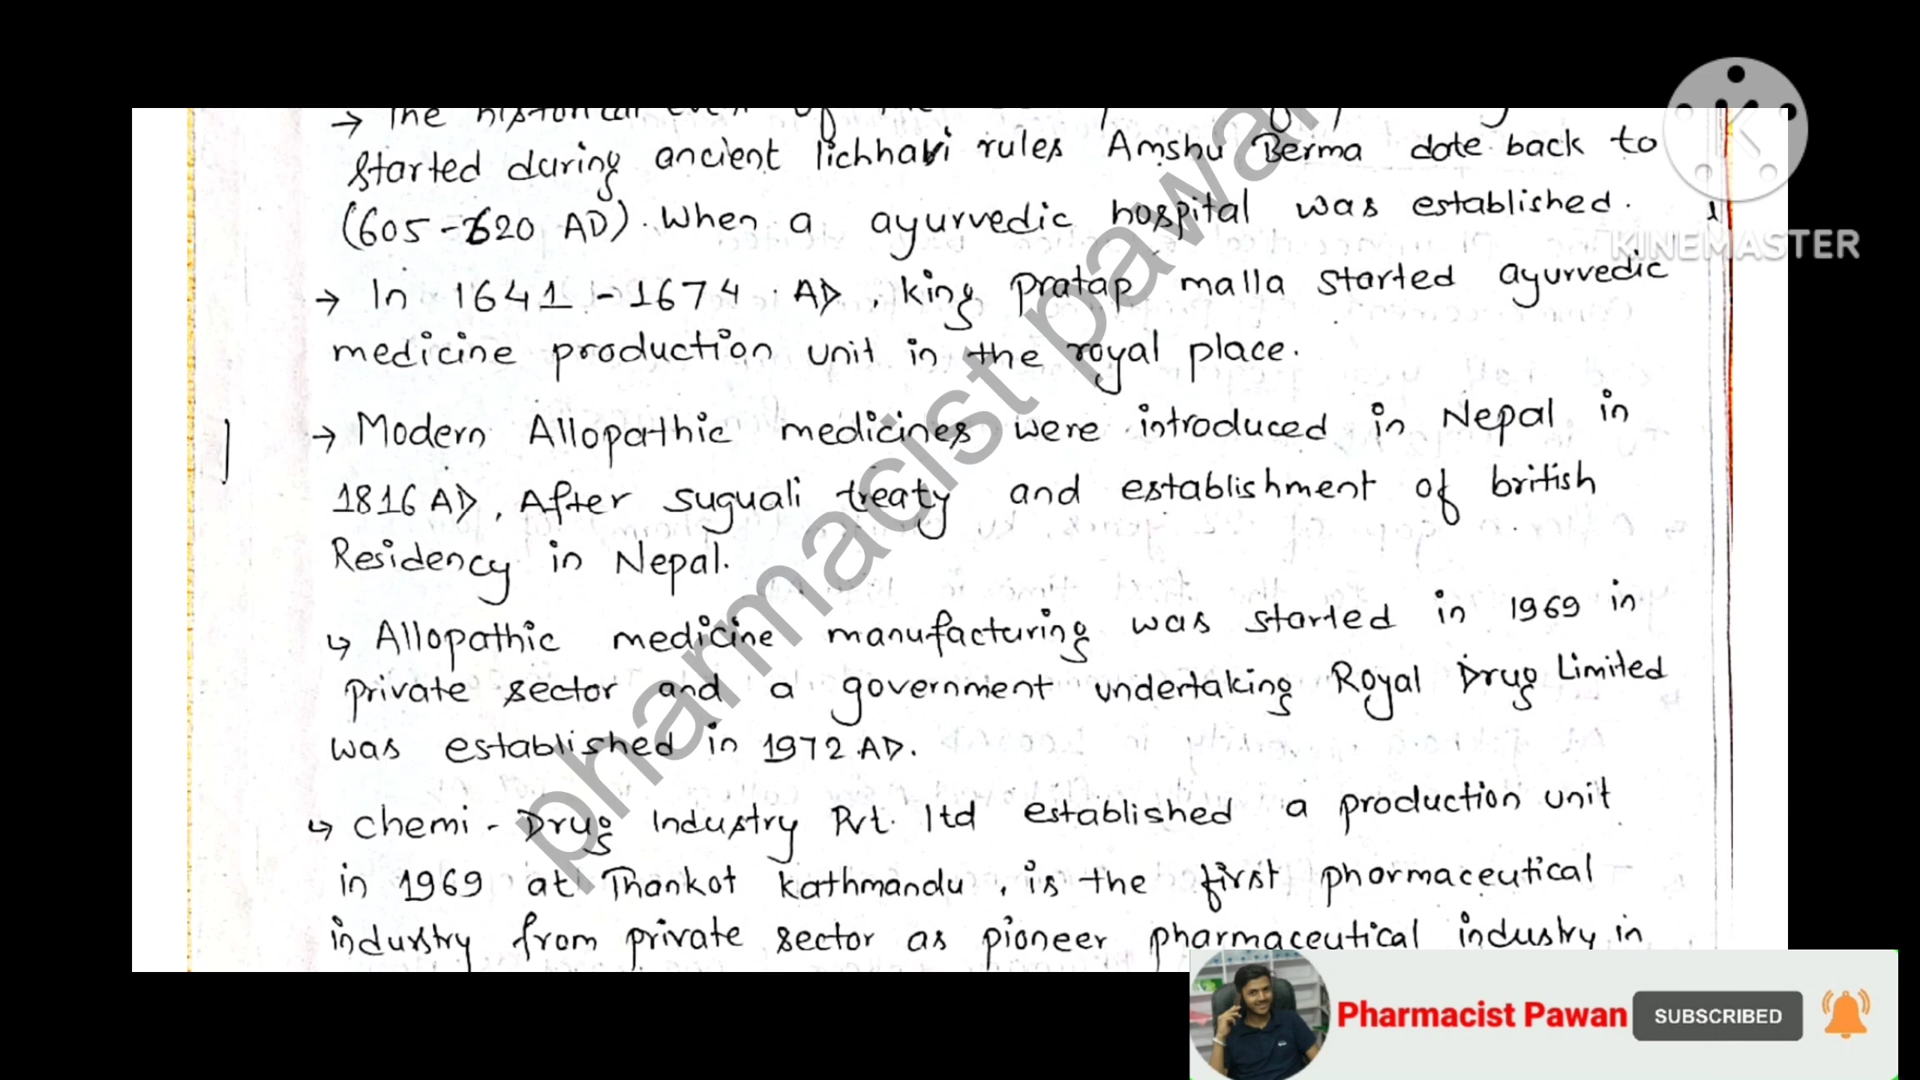 → The historical
started during ancient lichhavi rules Amshu Berma date back to
(605-620 AD). When a ayurvedic hospital was established.
→ In 1641-1674 AD, king pratap malla started ayurvedic
medicine production unit in the royal place.
→ Modern Allopathic medicines were introduced in Nepal in
1816 AD, After suguali treaty and establishment of british
Residency in Nepal.
↳ Allopathic medicine manufacturing was started in 1969 in
private sector and a government undertaking Royal Drug Limited
was established in 1972 AD.
↳ chemi-Drug Industry Pvt. ltd established a production unit
in 1969 at Thankot kathmandu, is the first pharmaceutical
industry from private sector as pioneer pharmaceutical industry in
pharmacist pawan
KINEMASTER
Pharmacist Pawan
SUBSCRIBED